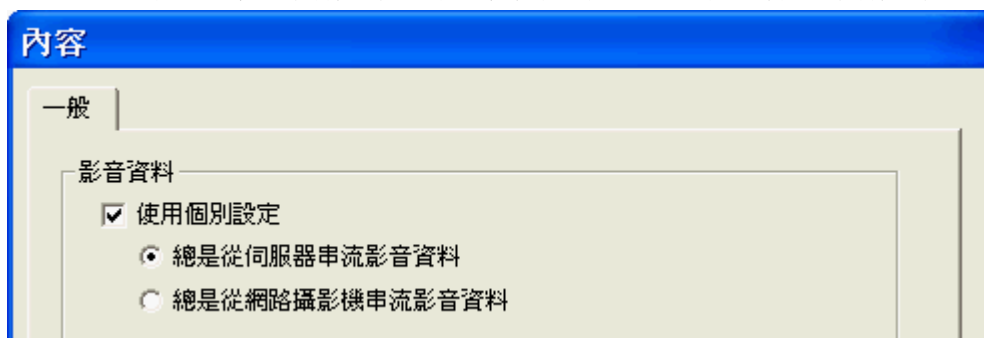 內容
一般
影音資料
使用個別設定
總是從伺服器串流影音資料
總是從網路攝影機串流影音資料